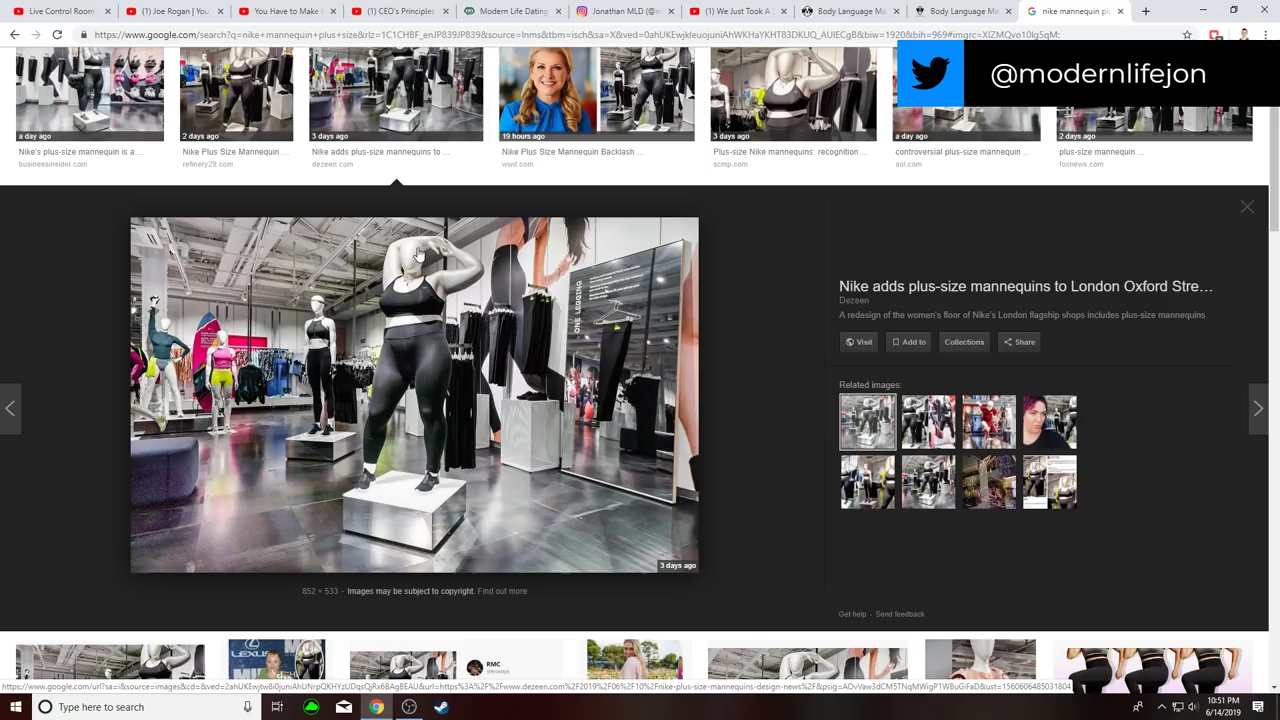 Live Control Room
(1) Joe Rogan
You Have to Make
(1) CEO's Principles
Modern Life Dating
Jonathan MLD (@m
(1) We Just Took A D
Body Language Ma
Body Language Ma
nike mannequin pl
@modernlifejon
a day ago
2 days ago
3 days ago
19 hours ago
3 days ago
a day ago
2 days ago
Nike's plus-size mannequin is a ...
Nike Plus Size Mannequin ...
Nike adds plus-size mannequins to ...
Nike Plus Size Mannequin Backlash ...
Plus-size Nike mannequins: recognition ...
controversial plus-size mannequin ...
plus-size mannequin ...
businessinsider.com
refinery29.com
dezeen.com
wwd.com
scmp.com
aol.com
foxnews.com
ONE LEGGING
3 days ago
852 × 533 - Images may be subject to copyright. Find out more
Nike adds plus-size mannequins to London Oxford Stre...
Dezeen
A redesign of the women's floor of Nike's London flagship shops includes plus-size mannequins
Visit
Add to
Collections
Share
Related images:
Get help - Send feedback
LEXUS
RMC
Type here to search
10:51 PM
6/14/2019